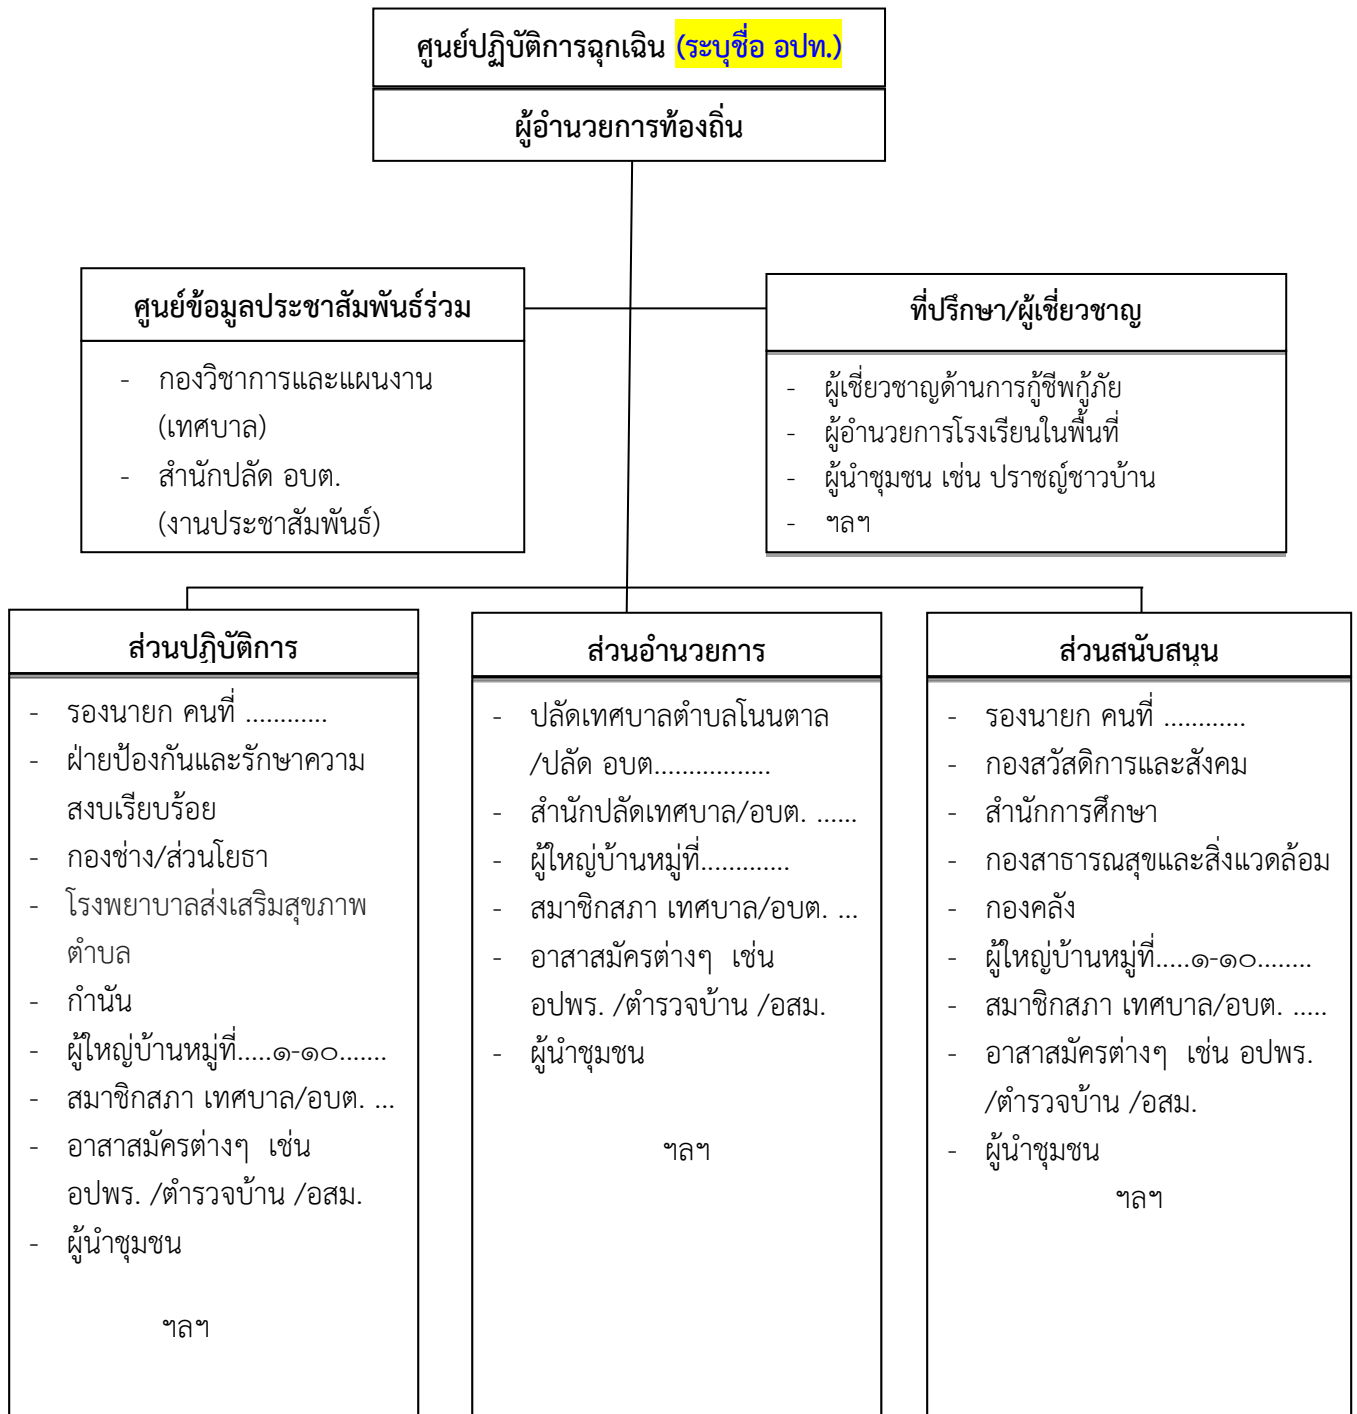 ศูนย์ปฏิบัติการฉุกเฉิน (ระบุชื่อ อปท.)
ผู้อำนวยการท้องถิ่น
ศูนย์ข้อมูลประชาสัมพันธ์ร่วม
- กองวิชาการและแผนงาน
(เทศบาล)
- สำนักปลัด อบต.
(งานประชาสัมพันธ์)
ที่ปรึกษา/ผู้เชี่ยวชาญ
- ผู้เชี่ยวชาญด้านการกู้ชีพกู้ภัย
- ผู้อำนวยการโรงเรียนในพื้นที่
- ผู้นำชุมชน เช่น ปราชญ์ชาวบ้าน
- ฯลฯ
ส่วนปฏิบัติการ
- รองนายก คนที่ ............
- ฝ่ายป้องกันและรักษาความ
สงบเรียบร้อย
- กองช่าง/ส่วนโยธา
- โรงพยาบาลส่งเสริมสุขภาพ
ตำบล
- กำนัน
- ผู้ใหญ่บ้านหมู่ที่.....๑-๑๐.......
- สมาชิกสภา เทศบาล/อบต. ...
- อาสาสมัครต่างๆ เช่น
อปพร. /ตำรวจบ้าน /อสม.
- ผู้นำชุมชน
ฯลฯ
ส่วนอำนวยการ
- ปลัดเทศบาลตำบลโนนตาล
/ปลัด อบต.................
- สำนักปลัดเทศบาล/อบต. ......
- ผู้ใหญ่บ้านหมู่ที่.............
- สมาชิกสภา เทศบาล/อบต. ...
- อาสาสมัครต่างๆ เช่น
อปพร. /ตำรวจบ้าน /อสม.
- ผู้นำชุมชน
ฯลฯ
ส่วนสนับสนุน
- รองนายก คนที่ ............
- กองสวัสดิการและสังคม
- สำนักการศึกษา
- กองสาธารณสุขและสิ่งแวดล้อม
- กองคลัง
- ผู้ใหญ่บ้านหมู่ที่.....๑-๑๐........
- สมาชิกสภา เทศบาล/อบต. .....
- อาสาสมัครต่างๆ เช่น อปพร.
/ตำรวจบ้าน /อสม.
- ผู้นำชุมชน
ฯลฯ